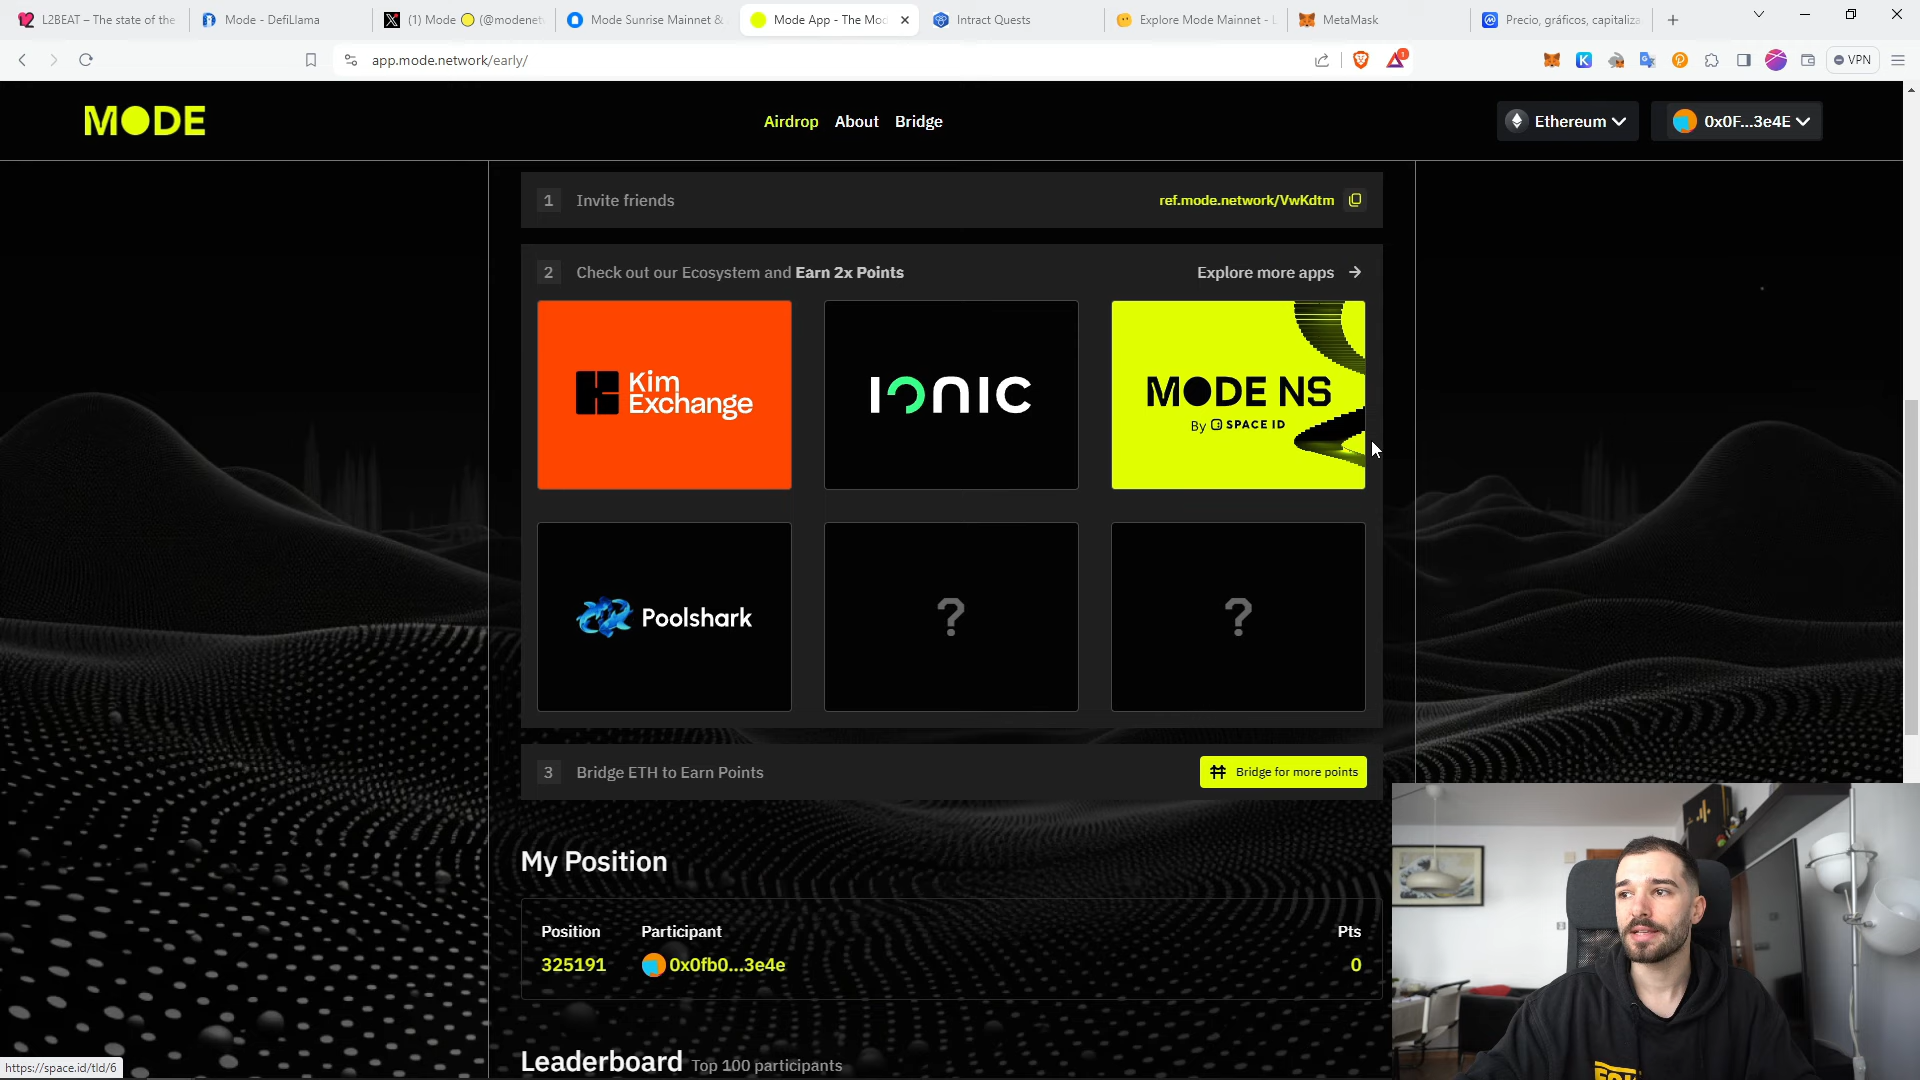 L2BEAT – The state of the
Mode - DefiLlama
(1) Mode (@modenet
Mode Sunrise Mainnet &
Mode App - The Mod
Intract Quests
Explore Mode Mainnet - L
MetaMask
Precio, gráficos, capitaliza
app.mode.network/early/
1
VPN
MODE
Airdrop
About
Bridge
Ethereum
0x0F...3e4E
1 Invite friends
ref.mode.network/VwKdtm
2 Check out our Ecosystem and Earn 2x Points
Explore more apps →
Kim
Exchange
IONIC
MODE NS
By SPACE ID
Poolshark
?
?
3 Bridge ETH to Earn Points
Bridge for more points
My Position
Position Participant Pts
325191 0x0fb0...3e4e 0
Leaderboard Top 100 participants
https://space.id/tld/6